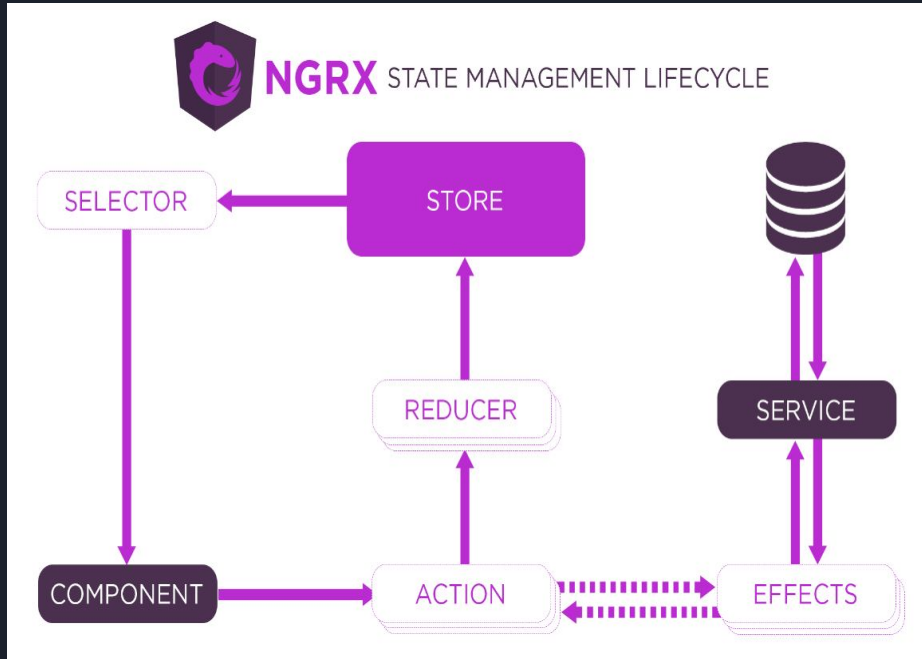 NGRX STATE MANAGEMENT LIFECYCLE
SELECTOR
STORE
REDUCER
SERVICE
COMPONENT
ACTION
EFFECTS